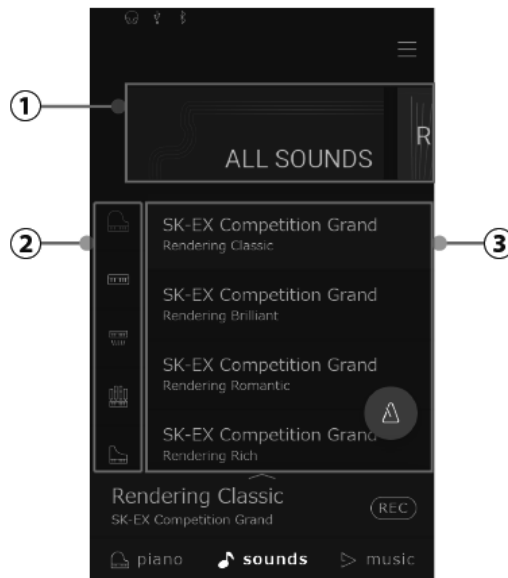 1
ALL SOUNDS
R
2
3
SK-EX Competition Grand
Rendering Classic
SK-EX Competition Grand
Rendering Brilliant
SK-EX Competition Grand
Rendering Romantic
SK-EX Competition Grand
Rendering Rich
Rendering Classic
SK-EX Competition Grand
REC
piano sounds music